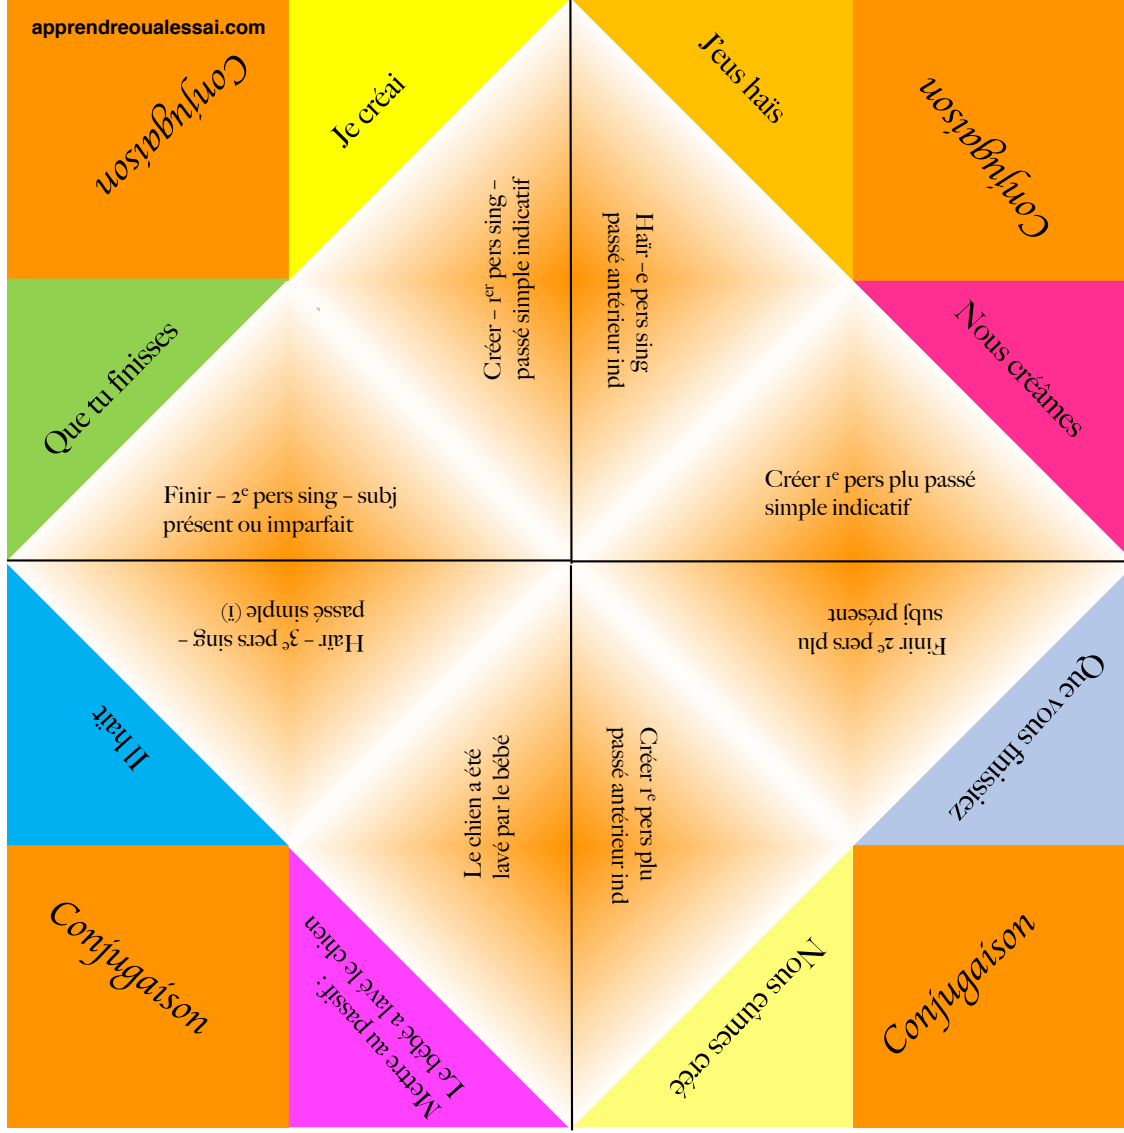 apprendreoualessai.com
Conjugaison
Je créai
J'eus haïs
Conjugaison
Créer – 1er pers sing –
passé simple indicatif
Haïr –e pers sing
passé antérieur ind
Que tu finisses
Nous créâmes
Finir – 2e pers sing – subj
présent ou imparfait
Créer 1e pers plu passé
simple indicatif
Haïr – 3e pers sing –
passé simple (ï)
Finir 2e pers plu
subj présent
Il haït
Que vous finissiez
Le chien a été
lavé par le bébé
Créer 1e pers plu
passé antérieur ind
Conjugaison
Mettre au passif :
Le bébé a lavé le chien
Nous eûmes créé
Conjugaison